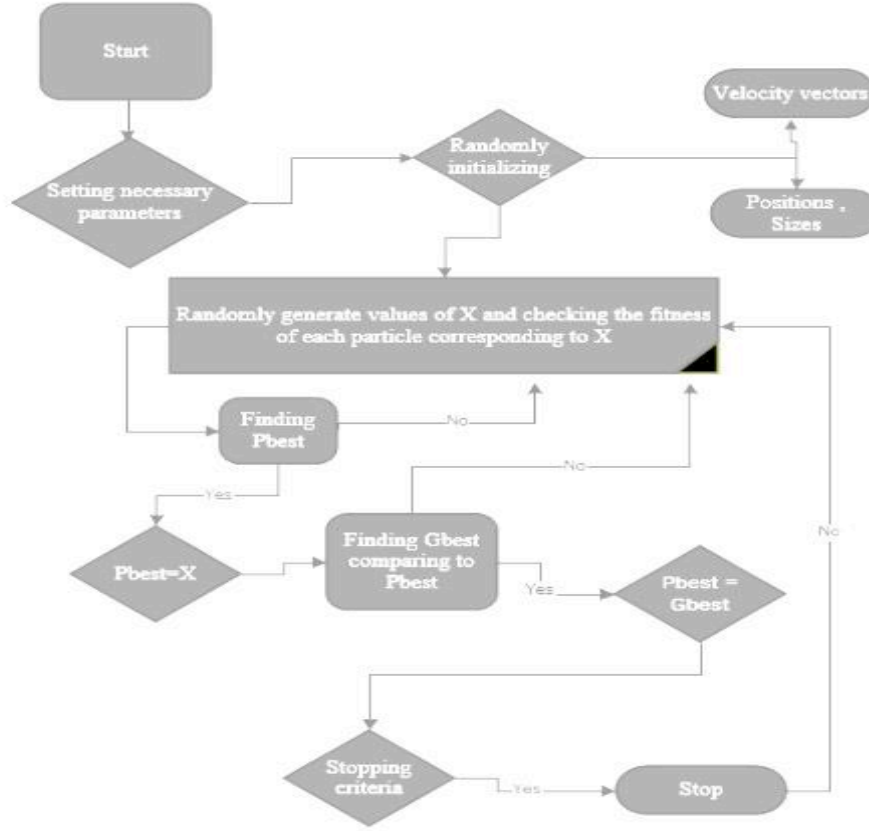 Start
Velocity vectors
Randomly
initializing
Setting necessary
parameters
Positions ,
Sizes
Randomly generate values of X and checking the fitness
of each particle corresponding to X
Finding
Pbest
No
No
Yes
Pbest=X
Finding Gbest
comparing to
Pbest
Yes
Pbest =
Gbest
No
Stopping
criteria
Yes
Stop